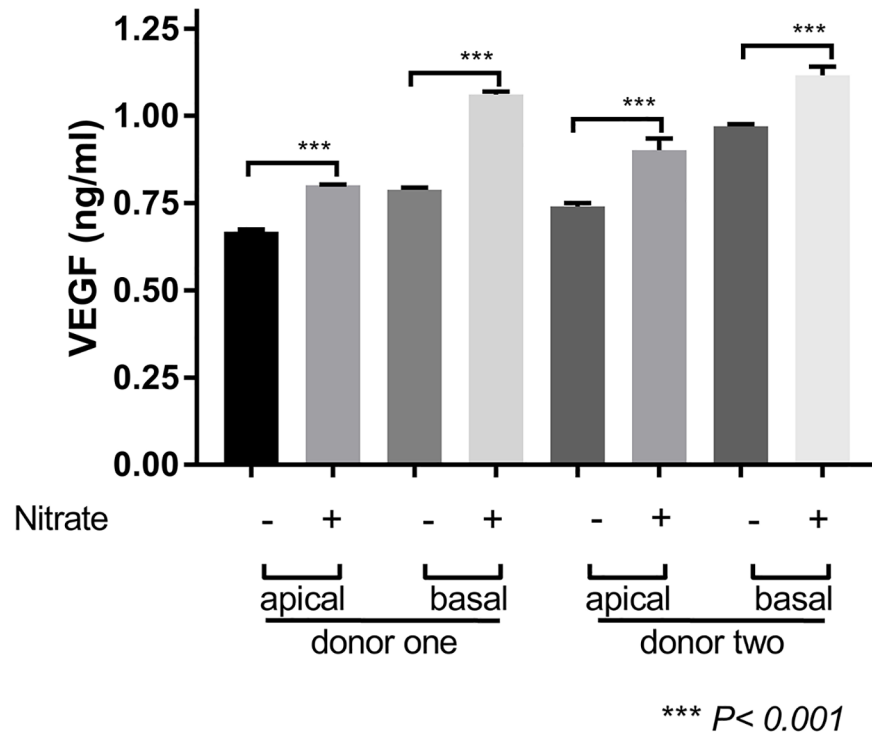 VEGF (ng/ml)
1.25
1.00
0.75
0.50
0.25
0.00
*** *** *** ***
Nitrate - + - + - + - +
apical basal apical basal
donor one donor two
*** P< 0.001